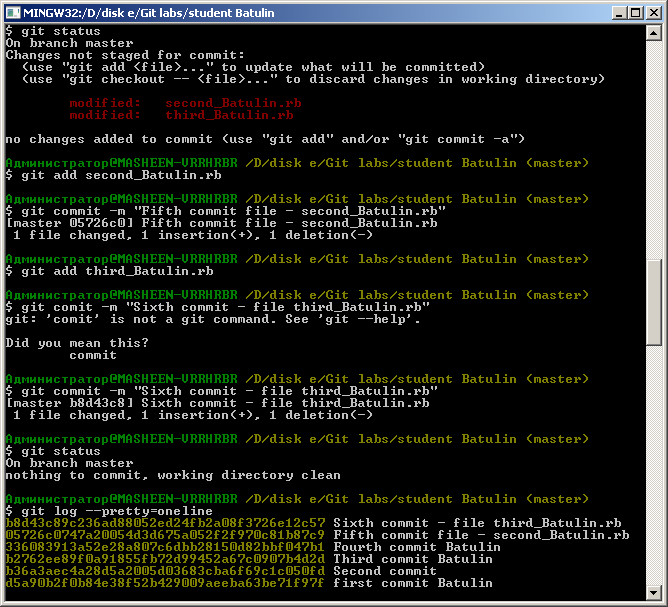 MINGW32:/D/disk e/Git labs/student Batulin
$ git status
On branch master
Changes not staged for commit:
  (use "git add <file>..." to update what will be committed)
  (use "git checkout -- <file>..." to discard changes in working directory)
        modified:   second_Batulin.rb
        modified:   third_Batulin.rb
no changes added to commit (use "git add" and/or "git commit -a")
Администратор@MASHEEN-VRRHRBR /D/disk e/Git labs/student Batulin (master)
$ git add second_Batulin.rb
Администратор@MASHEEN-VRRHRBR /D/disk e/Git labs/student Batulin (master)
$ git commit -m "Fifth commit file - second_Batulin.rb"
[master 05726c0] Fifth commit file - second_Batulin.rb
 1 file changed, 1 insertion(+), 1 deletion(-)
Администратор@MASHEEN-VRRHRBR /D/disk e/Git labs/student Batulin (master)
$ git add third_Batulin.rb
Администратор@MASHEEN-VRRHRBR /D/disk e/Git labs/student Batulin (master)
$ git comit -m "Sixth commit - file third_Batulin.rb"
git: 'comit' is not a git command. See 'git --help'.
Did you mean this?
        commit
Администратор@MASHEEN-VRRHRBR /D/disk e/Git labs/student Batulin (master)
$ git commit -m "Sixth commit - file third_Batulin.rb"
[master b8d43c8] Sixth commit - file third_Batulin.rb
 1 file changed, 1 insertion(+), 1 deletion(-)
Администратор@MASHEEN-VRRHRBR /D/disk e/Git labs/student Batulin (master)
$ git status
On branch master
nothing to commit, working directory clean
Администратор@MASHEEN-VRRHRBR /D/disk e/Git labs/student Batulin (master)
$ git log --pretty=oneline
b8d43c89c236ad88052ed24fb2a08f3726e12c57 Sixth commit - file third_Batulin.rb
05726c0747a20054d3d675a052f2f970c81b87c9 Fifth commit file - second_Batulin.rb
336083913a52e28a807c6dbb28150d82bbf047b1 Fourth commit Batulin
b2762ee89f0a91855fb72d99452a67c0907b4d2d Third commit Batulin
b36a3aec4a28d5a2005d03683cba6f69c1c050fd Second commit
d5a90b2f0b84e38f52b429009aeeba63be71f97f first commit Batulin